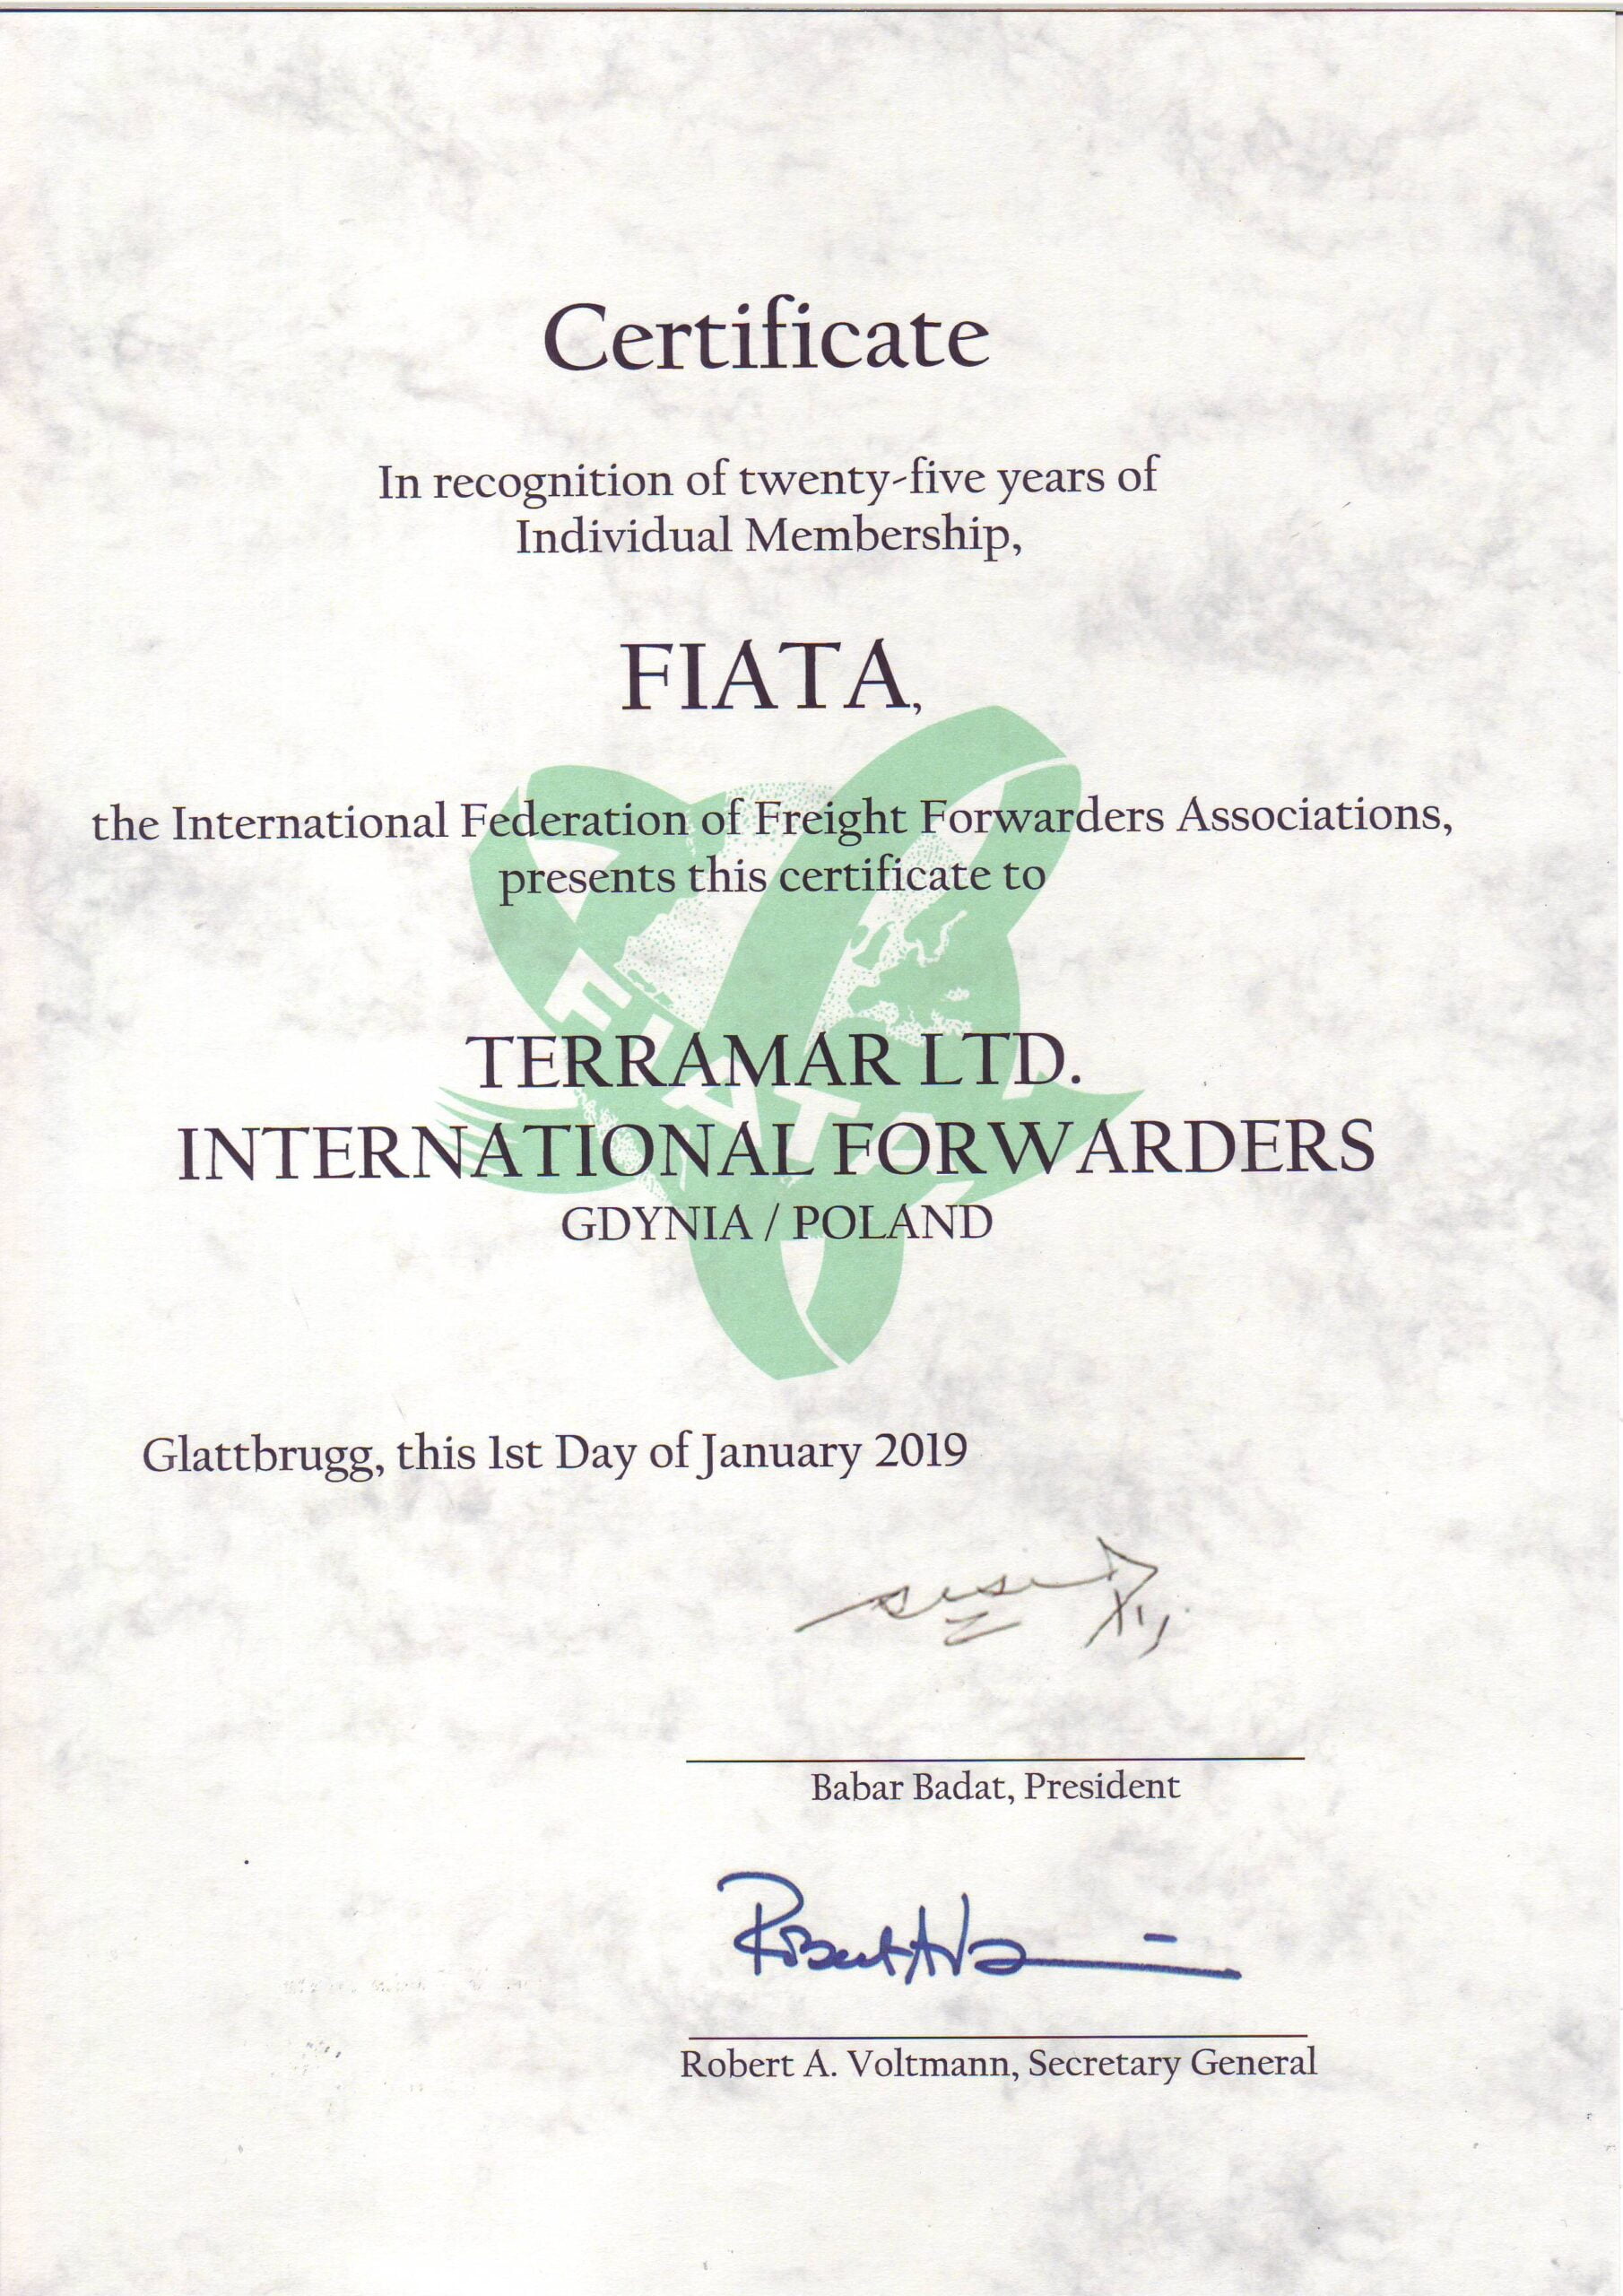 Certificate
In recognition of twenty-five years of
Individual Membership,
FIATA,
the International Federation of Freight Forwarders Associations,
presents this certificate to
FIATA
TERRAMAR LTD.
INTERNATIONAL FORWARDERS
GDYNIA / POLAND
Glattbrugg, this 1st Day of January 2019
Babar Badat, President
Robert A. Voltmann, Secretary General